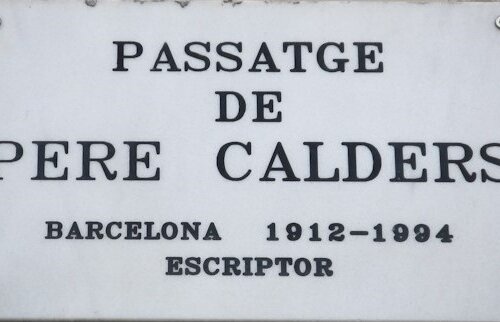 PASSATGE
DE
PERE CALDERS
BARCELONA 1912-1994
ESCRIPTOR